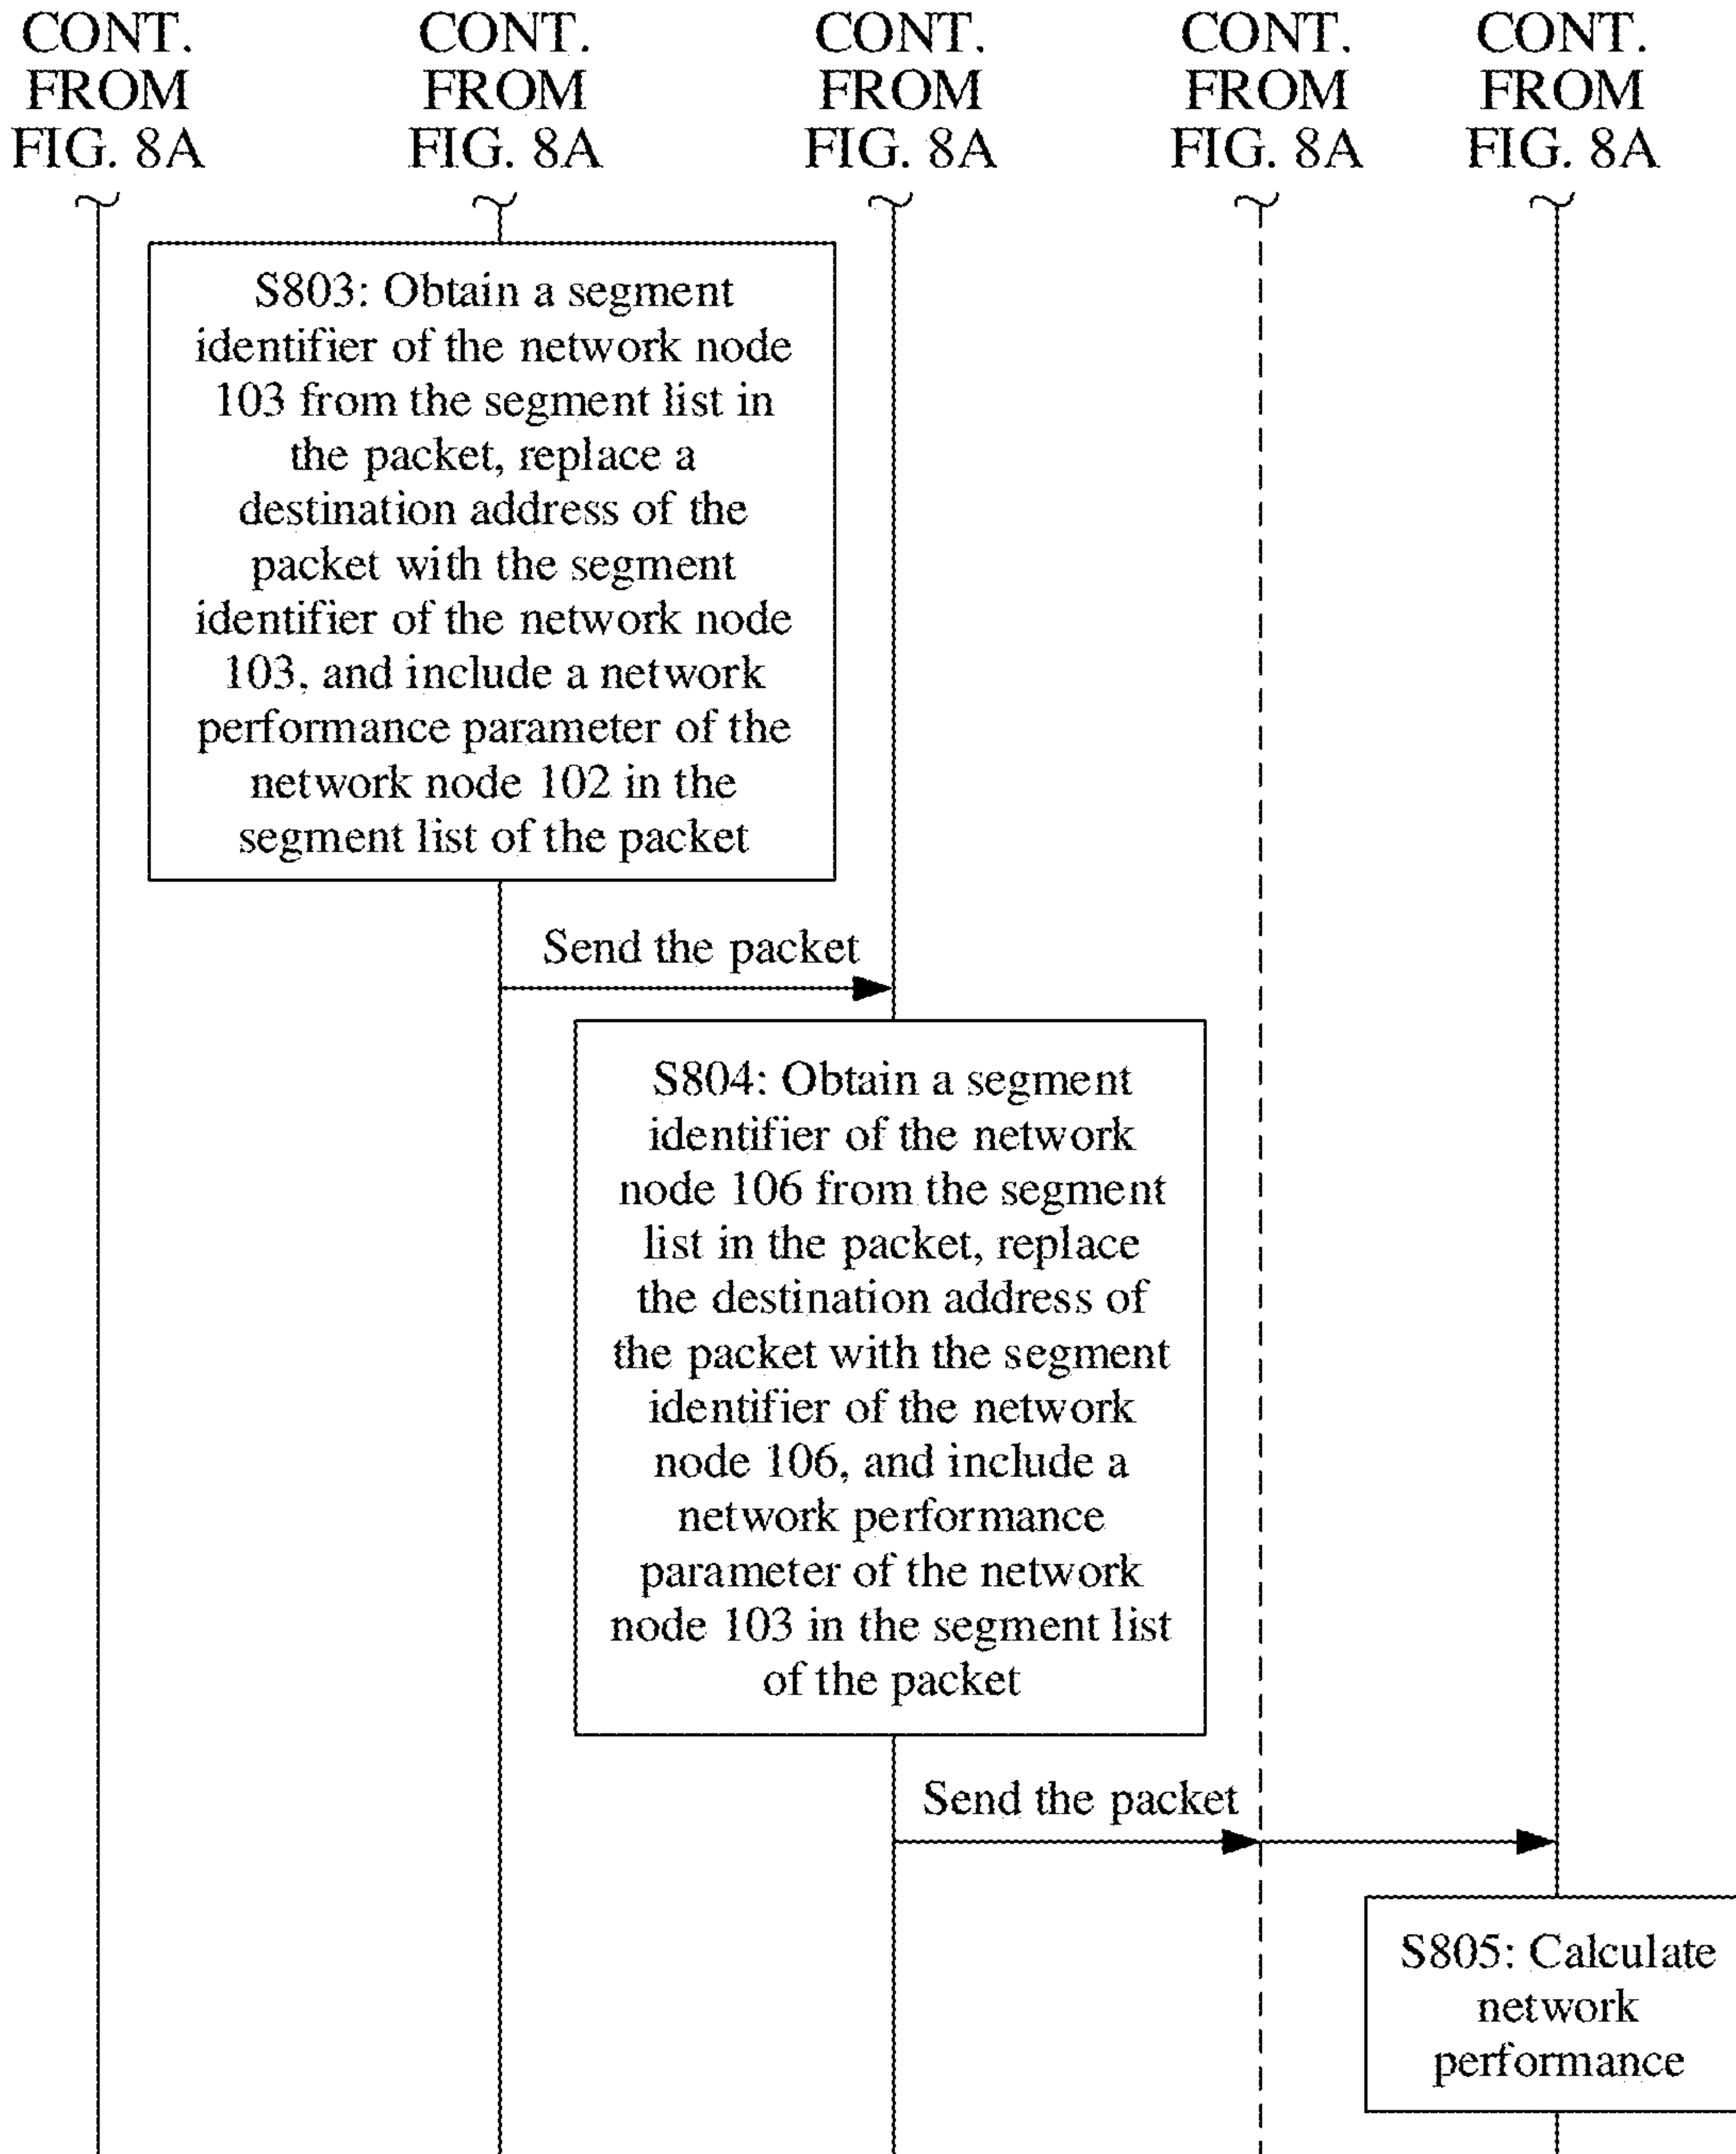 CONT.
FROM
FIG. 8A
CONT.
FROM
FIG. 8A
CONT.
FROM
FIG. 8A
CONT.
FROM
FIG. 8A
CONT.
FROM
FIG. 8A
S803: Obtain a segment
identifier of the network node
103 from the segment list in
the packet, replace a
destination address of the
packet with the segment
identifier of the network node
103, and include a network
performance parameter of the
network node 102 in the
segment list of the packet
Send the packet
S804: Obtain a segment
identifier of the network
node 106 from the segment
list in the packet, replace
the destination address of
the packet with the segment
identifier of the network
node 106, and include a
network performance
parameter of the network
node 103 in the segment list
of the packet
Send the packet
S805: Calculate
network
performance